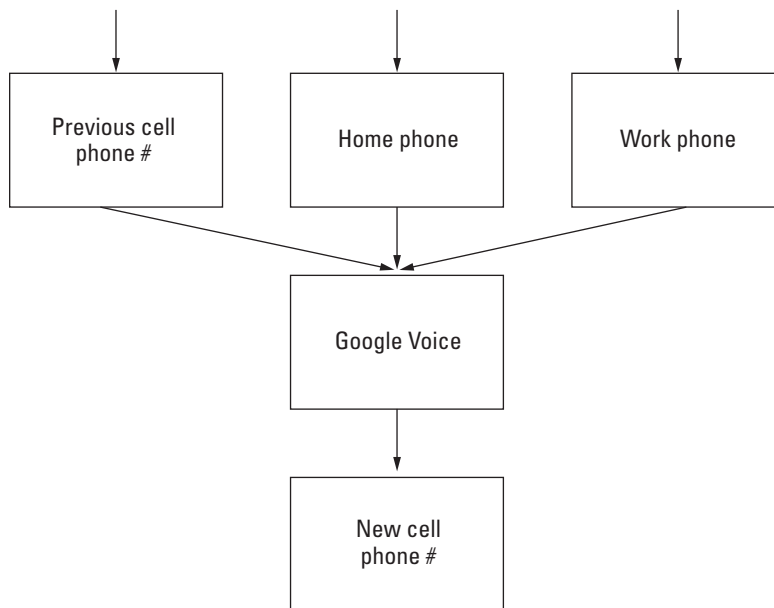 Previous cell
phone #
Home phone
Work phone
Google Voice
New cell
phone #